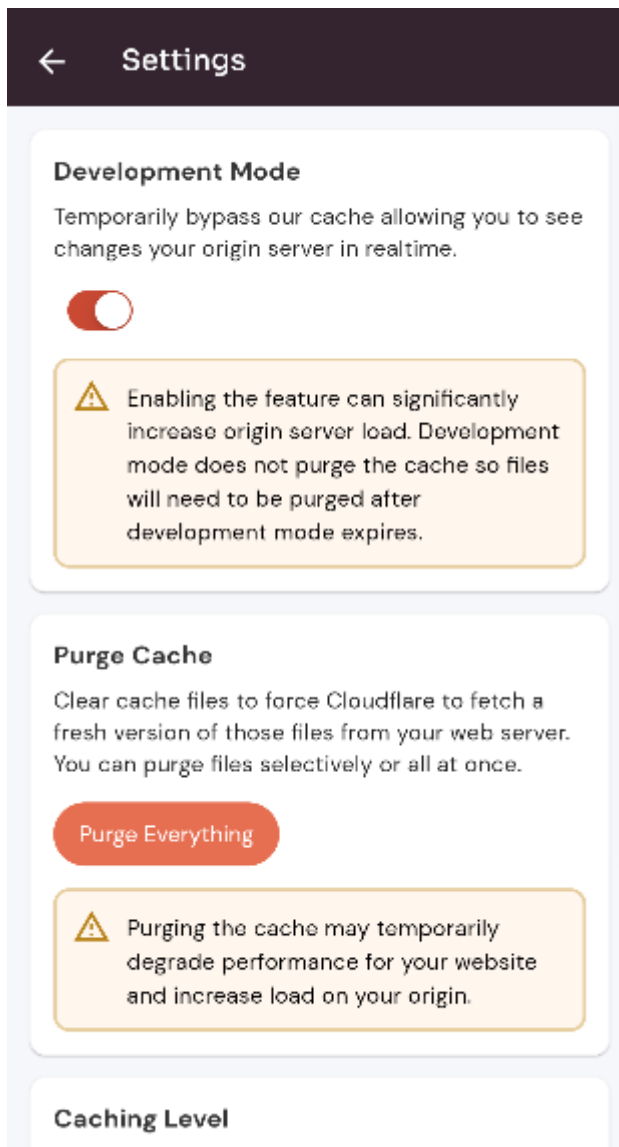 Settings
Development Mode
Temporarily bypass our cache allowing you to see
changes your origin server in realtime.
Enabling the feature can significantly
increase origin server load. Development
mode does not purge the cache so files
will need to be purged after
development mode expires.
Purge Cache
Clear cache files to force Cloudflare to fetch a
fresh version of those files from your web server.
You can purge files selectively or all at once.
Purge Everything
Purging the cache may temporarily
degrade performance for your website
and increase load on your origin.
Caching Level